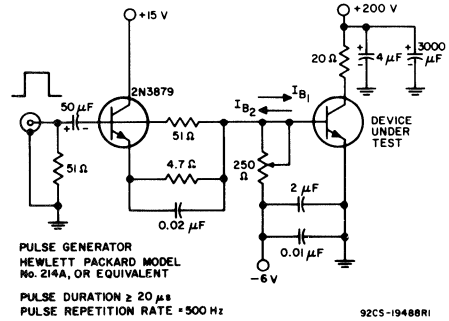 +15 V
+200 V
2N3879
20 Ω
4 μF
3000 μF
50 μF
I B1
I B2
DEVICE UNDER TEST
51 Ω
51 Ω
4.7 Ω
250 Ω
2 μF
0.02 μF
0.01 μF
-6 V
PULSE GENERATOR
HEWLETT PACKARD MODEL
No. 214A, OR EQUIVALENT
PULSE DURATION ≥ 20 μs
PULSE REPETITION RATE = 500 Hz
92CS-19488R1